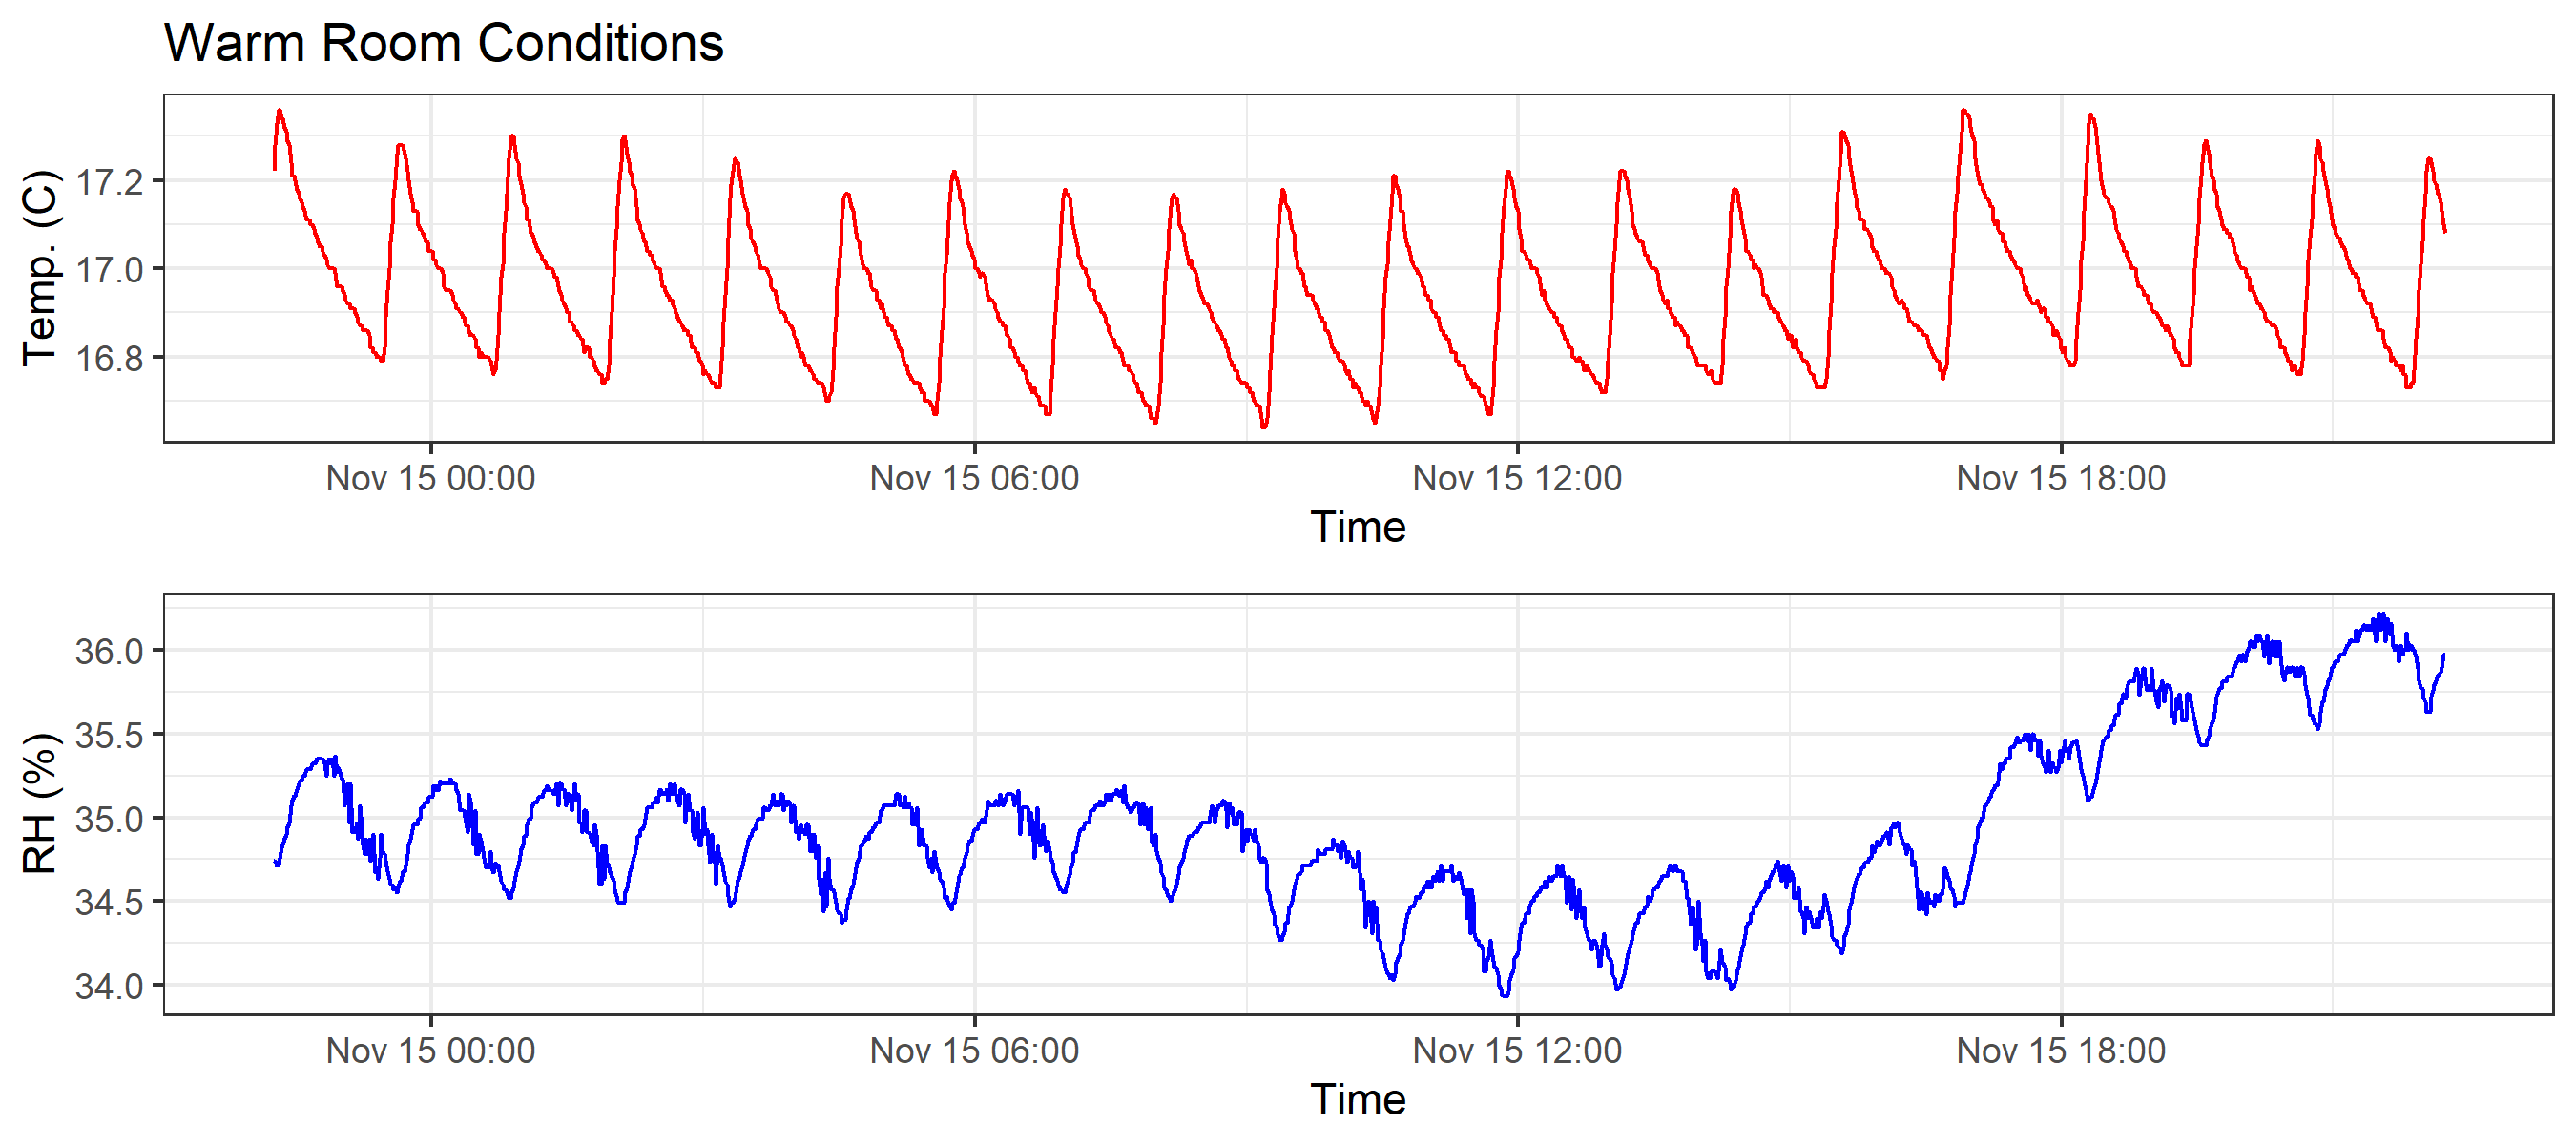 Warm Room Conditions
Temp. (C)
17.2
17.0
16.8
Nov 15 00:00 Nov 15 06:00 Nov 15 12:00 Nov 15 18:00
Time
RH (%)
36.0
35.5
35.0
34.5
34.0
Nov 15 00:00 Nov 15 06:00 Nov 15 12:00 Nov 15 18:00
Time